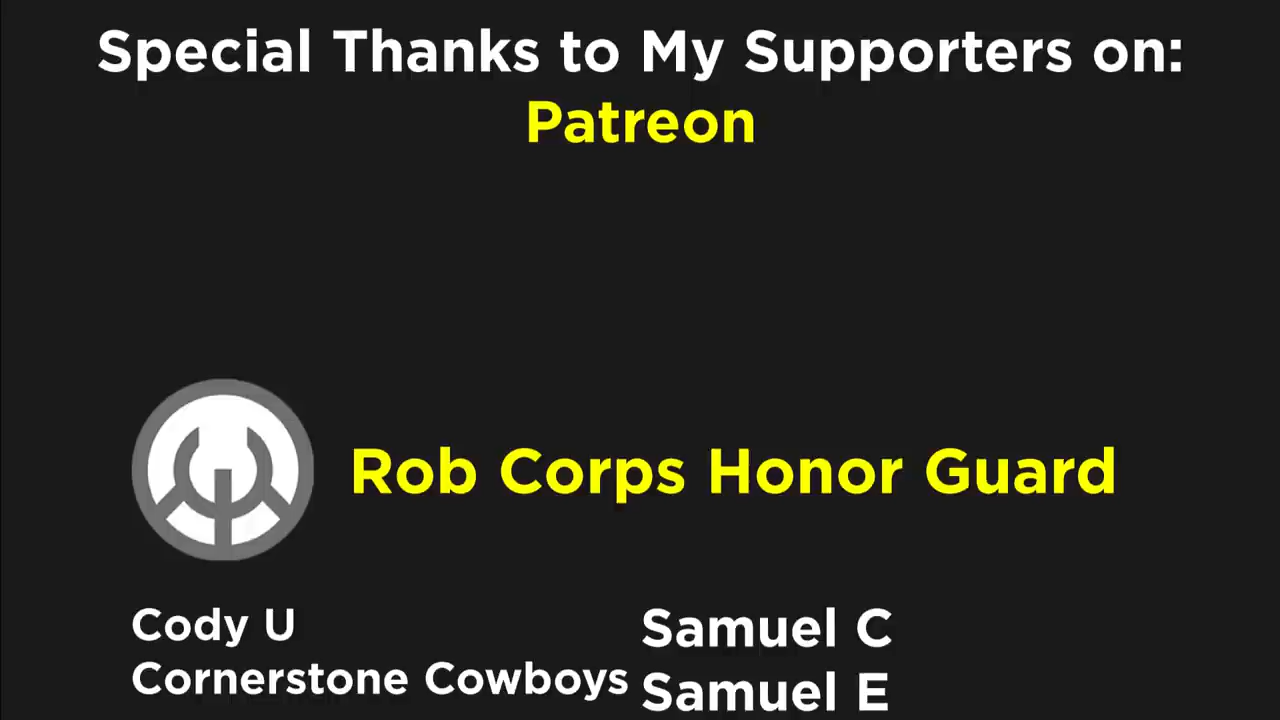 Special Thanks to My Supporters on:
Patreon
Rob Corps Honor Guard
Cody U
Cornerstone Cowboys
Samuel C
Samuel E